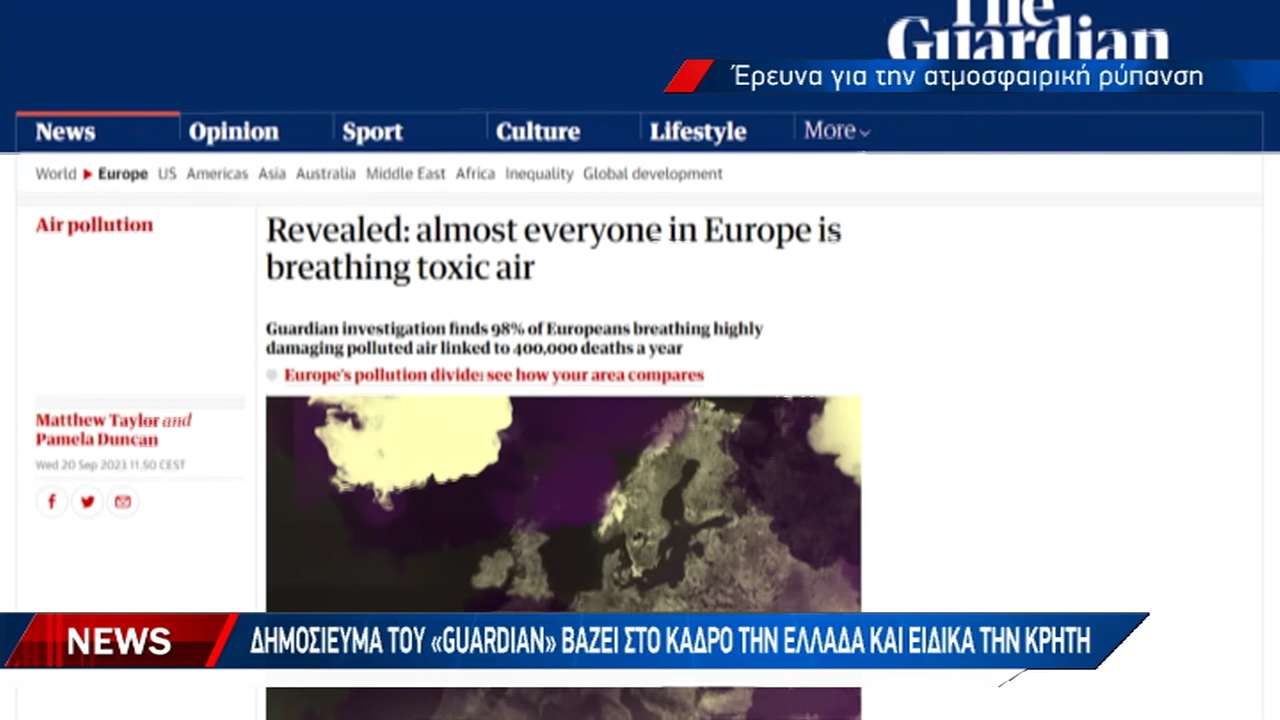 The
Guardian
Έρευνα για την ατμοσφαιρική ρύπανση
News Opinion Sport Culture Lifestyle More
World Europe US Americas Asia Australia Middle East Africa Inequality Global development
Air pollution
Revealed: almost everyone in Europe is
breathing toxic air
Guardian investigation finds 98% of Europeans breathing highly
damaging polluted air linked to 400,000 deaths a year
Europe's pollution divide: see how your area compares
Matthew Taylor and
Pamela Duncan
Wed 20 Sep 2023 11.50 CEST
NEWS
ΔΗΜΟΣΙΕΥΜΑ ΤΟΥ «GUARDIAN» ΒΑΖΕΙ ΣΤΟ ΚΑΔΡΟ ΤΗΝ ΕΛΛΑΔΑ ΚΑΙ ΕΙΔΙΚΑ ΤΗΝ ΚΡΗΤΗ